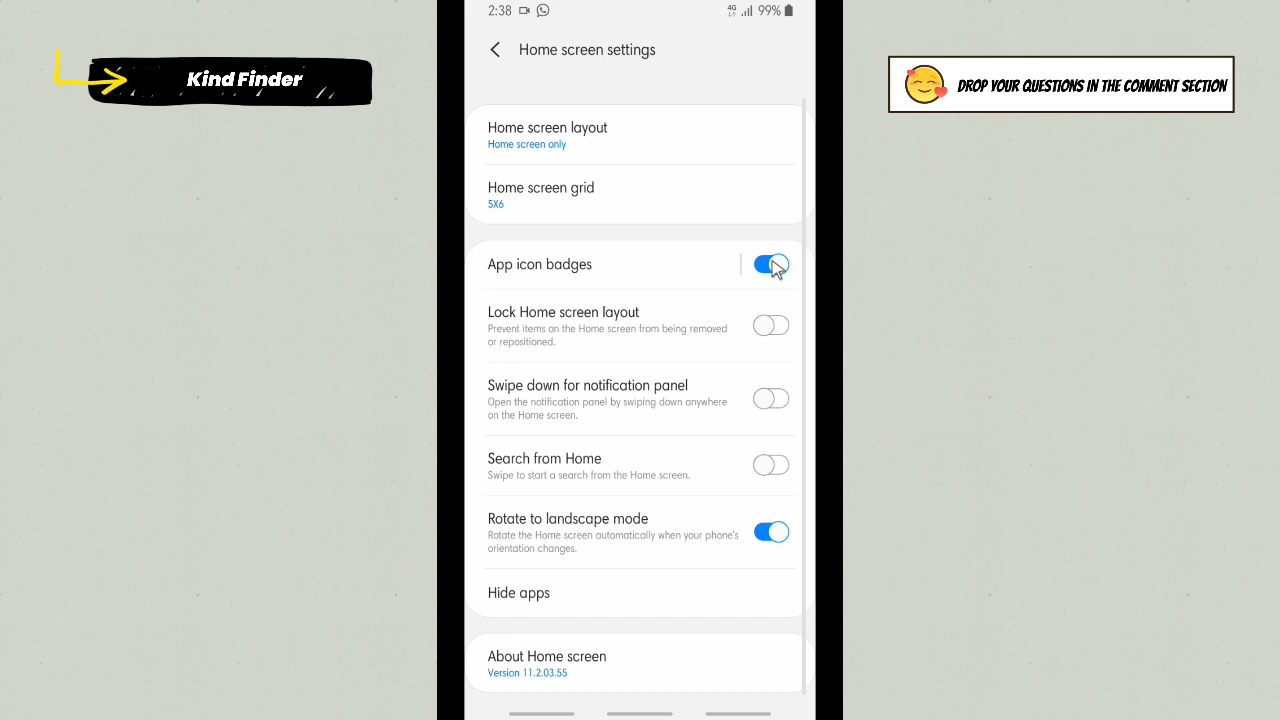 2:38
4G 99%
Kind Finder
DROP YOUR QUESTIONS IN THE COMMENT SECTION
Home screen settings
Home screen layout
Home screen only
Home screen grid
5X6
App icon badges
Lock Home screen layout
Prevent items on the Home screen from being removed
or repositioned.
Swipe down for notification panel
Open the notification panel by swiping down anywhere
on the Home screen.
Search from Home
Swipe to start a search from the Home screen.
Rotate to landscape mode
Rotate the Home screen automatically when your phone's
orientation changes.
Hide apps
About Home screen
Version 11.2.03.55